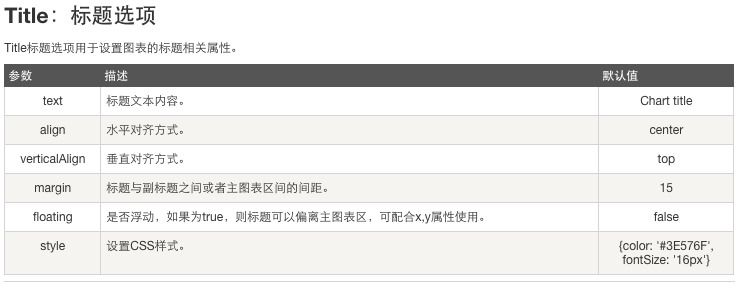 Title：标题选项
Title标题选项用于设置图表的标题相关属性。
参数 描述 默认值
text 标题文本内容。 Chart title
align 水平对齐方式。 center
verticalAlign 垂直对齐方式。 top
margin 标题与副标题之间或者主图表区间的间距。 15
floating 是否浮动，如果为true，则标题可以偏离主图表区，可配合x,y属性使用。 false
style 设置CSS样式。 {color: '#3E576F',
fontSize: '16px'}